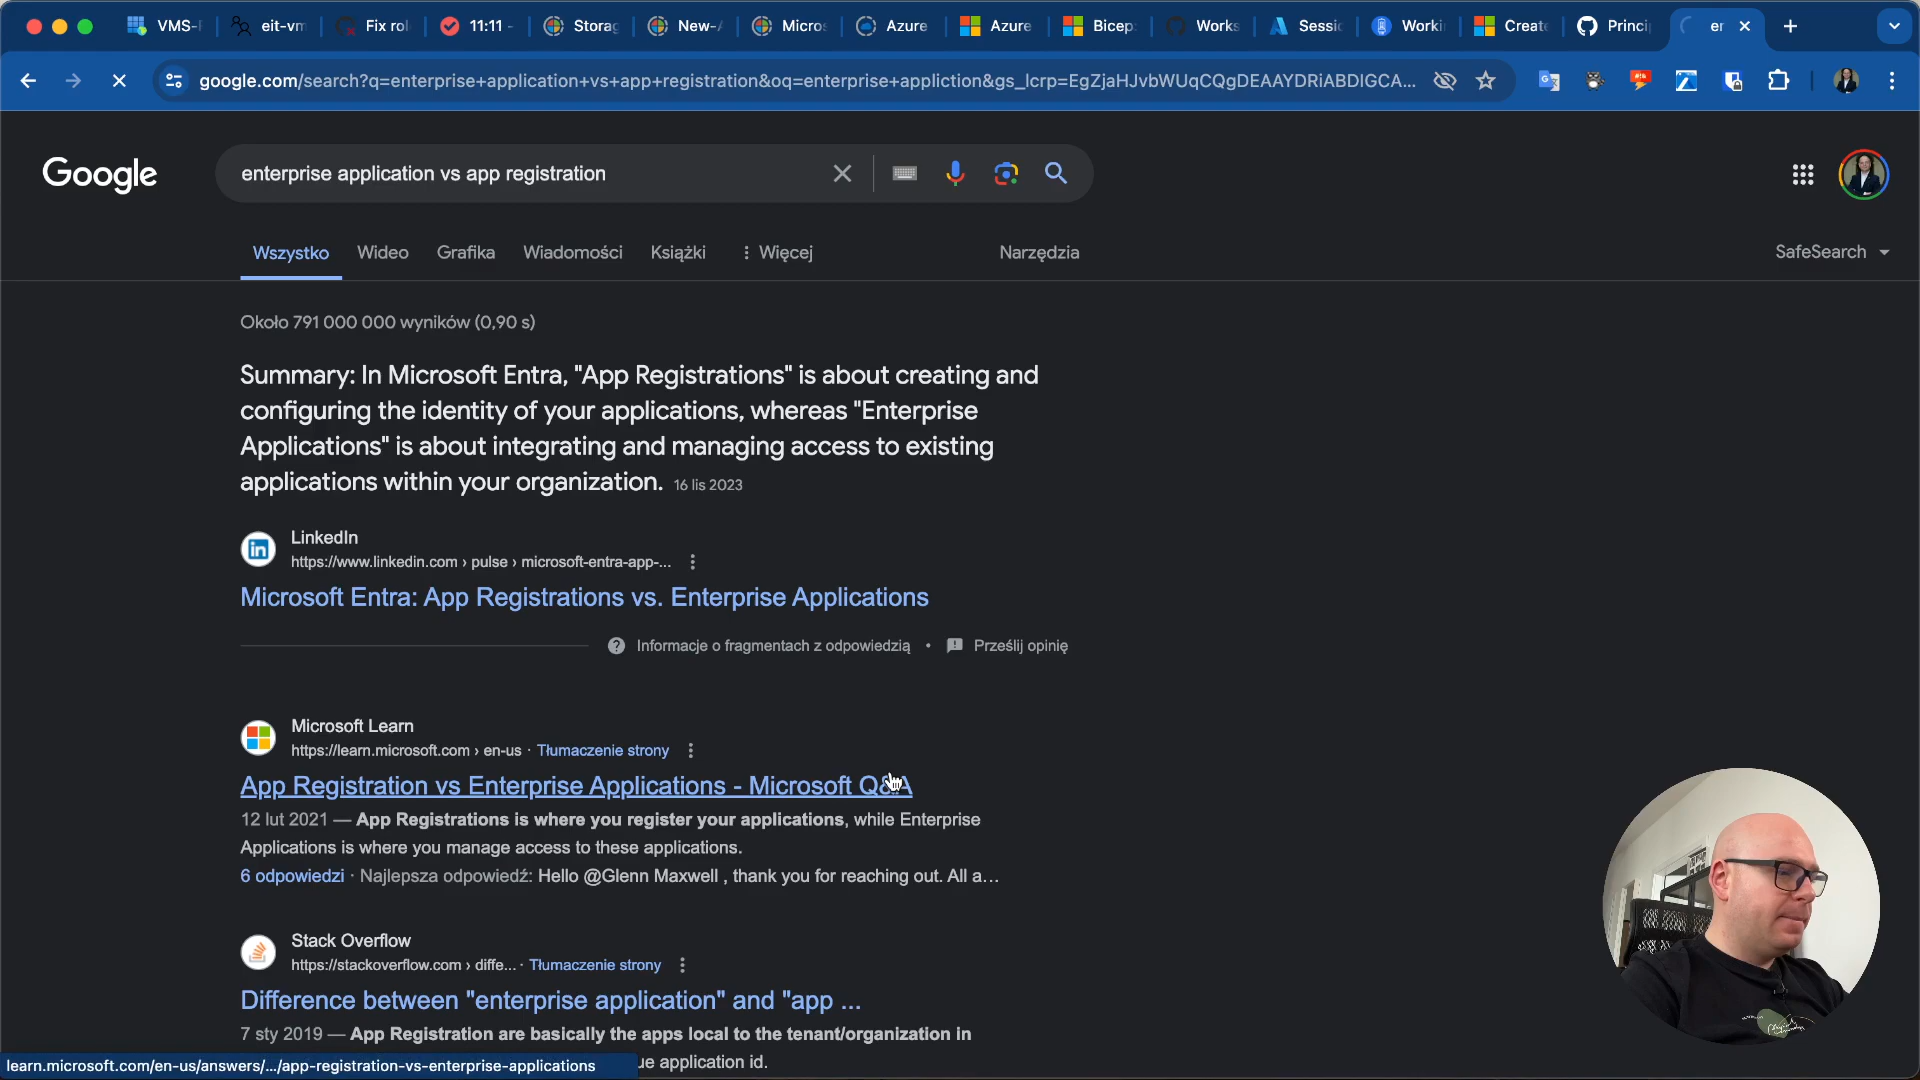 VMS-
eit-vm
Fix rol
11:11 -
Storag
New-
Micros
Azure
Azure
Bicep
Works
Sessi
Worki
Create
Princi
er
google.com/search?q=enterprise+application+vs+app+registration&oq=enterprise+appliction&gs_lcrp=EgZjaHJvbWUqCQgDEAAYDRiABDIGCA...
Google
enterprise application vs app registration
Wszystko Wideo Grafika Wiadomości Książki Więcej Narzędzia SafeSearch
Około 791 000 000 wyników (0,90 s)
Summary: In Microsoft Entra, "App Registrations" is about creating and
configuring the identity of your applications, whereas "Enterprise
Applications" is about integrating and managing access to existing
applications within your organization. 16 lis 2023
LinkedIn
https://www.linkedin.com › pulse › microsoft-entra-app-...
Microsoft Entra: App Registrations vs. Enterprise Applications
Informacje o fragmentach z odpowiedzią • Prześlij opinię
Microsoft Learn
https://learn.microsoft.com › en-us · Tłumaczenie strony
App Registration vs Enterprise Applications - Microsoft Q&A
12 lut 2021 — App Registrations is where you register your applications, while Enterprise
Applications is where you manage access to these applications.
6 odpowiedzi · Najlepsza odpowiedź: Hello @Glenn Maxwell , thank you for reaching out. All a...
Stack Overflow
https://stackoverflow.com › diffe... · Tłumaczenie strony
Difference between "enterprise application" and "app ...
7 sty 2019 — App Registration are basically the apps local to the tenant/organization in
ue application id.
learn.microsoft.com/en-us/answers/.../app-registration-vs-enterprise-applications